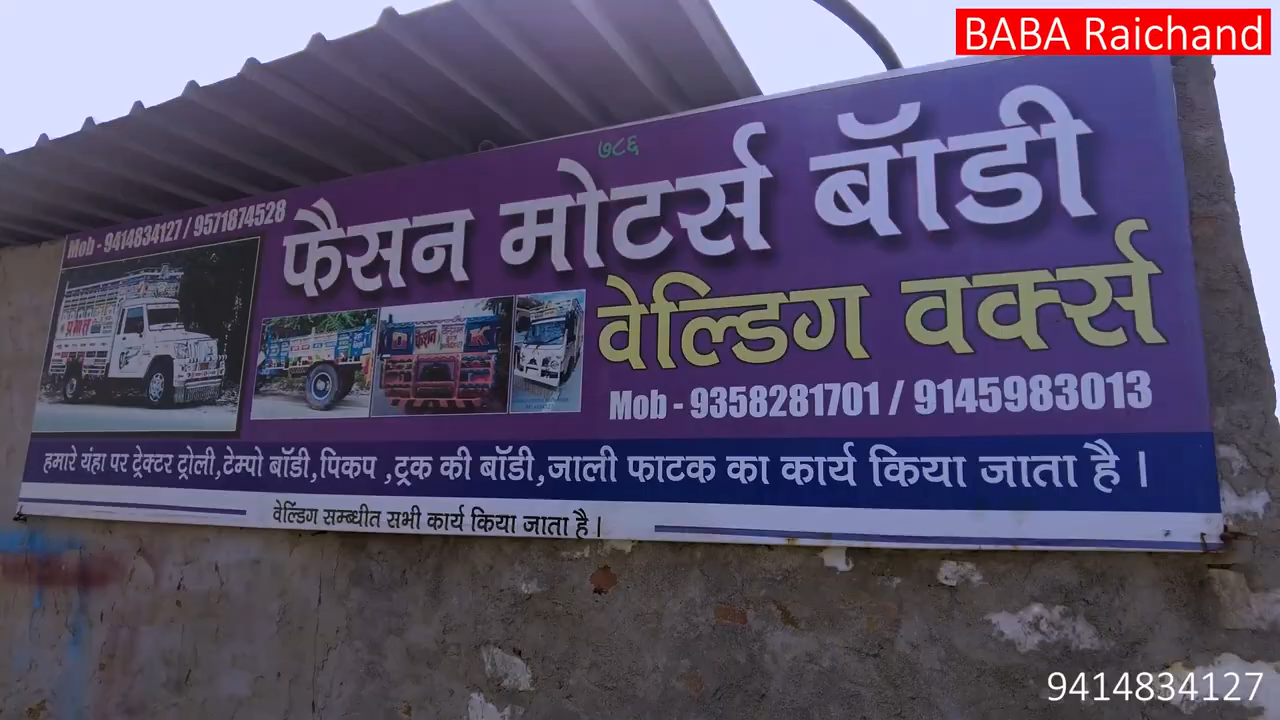 BABA Raichand
७८६
Mob - 9414834127 / 9571874528
फैसन मोटर्स बॉडी
वेल्डिग वर्क्स
Mob - 9358281701 / 9145983013
हमारे यंहा पर ट्रेक्टर ट्रोली,टेम्पो बॉडी,पिकप ,ट्रक की बॉडी,जाली फाटक का कार्य किया जाता है ।
वेल्डिंग सम्ब्धीत सभी कार्य किया जाता है ।
9414834127